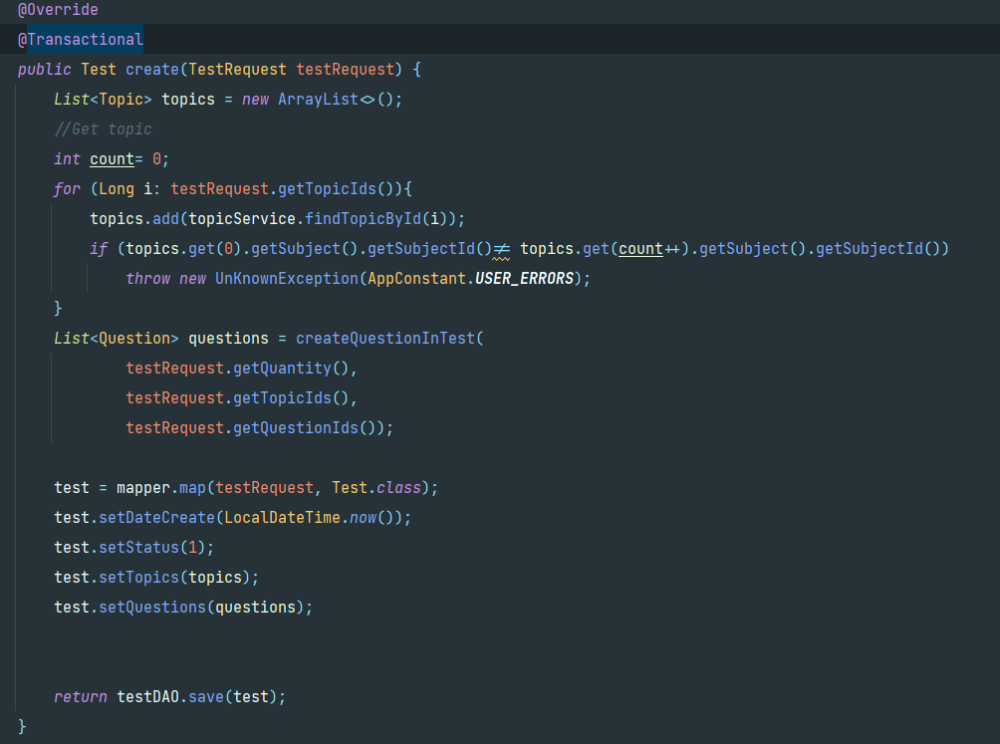 @Override
@Transactional
public Test create(TestRequest testRequest) {
    List<Topic> topics = new ArrayList<>();
    //Get topic
    int count= 0;
    for (Long i: testRequest.getTopicIds()){
        topics.add(topicService.findTopicById(i));
        if (topics.get(0).getSubject().getSubjectId()!= topics.get(count++).getSubject().getSubjectId())
            throw new UnKnownException(AppConstant.USER_ERRORS);
    }
    List<Question> questions = createQuestionInTest(
            testRequest.getQuantity(),
            testRequest.getTopicIds(),
            testRequest.getQuestionIds());
    test = mapper.map(testRequest, Test.class);
    test.setDateCreate(LocalDateTime.now());
    test.setStatus(1);
    test.setTopics(topics);
    test.setQuestions(questions);
    return testDAO.save(test);
}